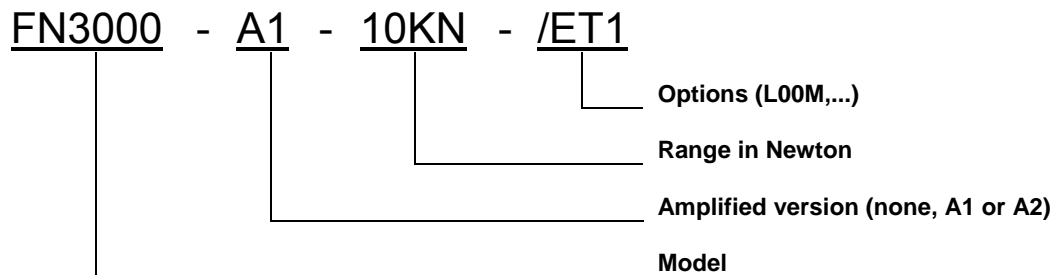 FN3000 - A1 - 10KN - /ET1
Options (L00M,...)
Range in Newton
Amplified version (none, A1 or A2)
Model